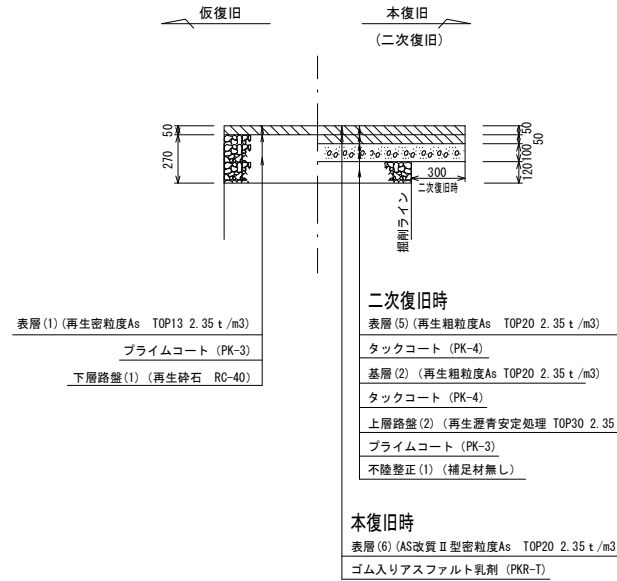 仮復旧
本復旧
(二次復旧)
50
270
50
50
100
120
300
二次復旧時
掘削ライン
表層(1)(再生密粒度As TOP13 2.35ｔ/m3)
プライムコート (PK-3)
下層路盤(1) (再生砕石 RC-40)
二次復旧時
表層(5)(再生粗粒度As TOP20 2.35ｔ/m3)
タックコート (PK-4)
基層(2) (再生粗粒度As TOP20 2.35ｔ/m3)
タックコート (PK-4)
上層路盤(2) (再生瀝青安定処理 TOP30 2.35
プライムコート (PK-3)
不陸整正(1) (補足材無し)
本復旧時
表層(6)(AS改質Ⅱ型密粒度As TOP20 2.35ｔ/m3
ゴム入りアスファルト乳剤 (PKR-T)